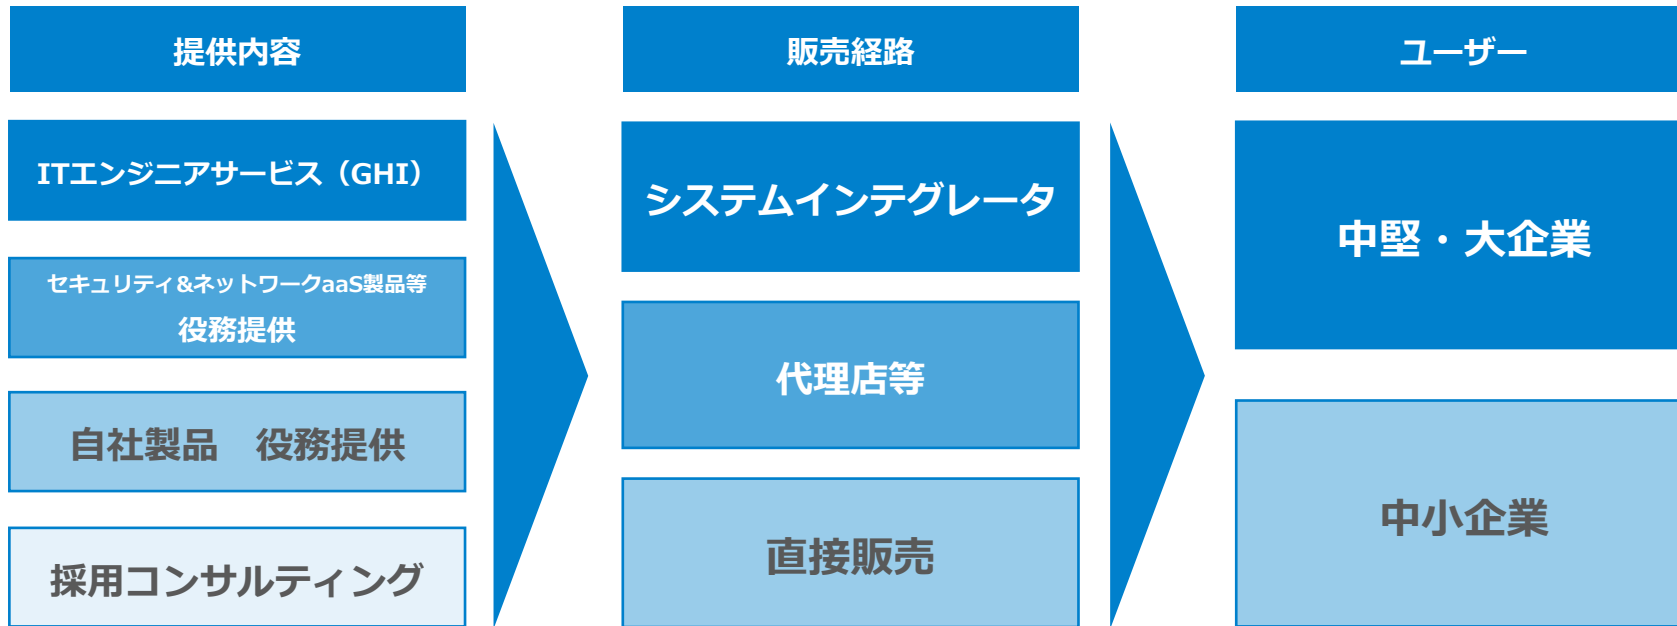 提供内容
ITエンジニアサービス（GHI）
セキュリティ&ネットワークaaS製品等
役務提供
自社製品　役務提供
採用コンサルティング
販売経路
システムインテグレータ
代理店等
直接販売
ユーザー
中堅・大企業
中小企業